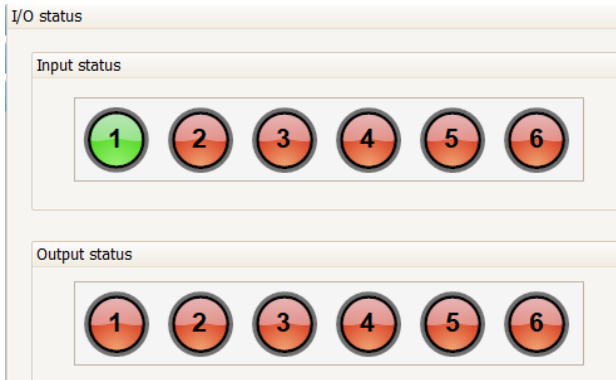 I/O status
Input status
1 2 3 4 5 6
Output status
1 2 3 4 5 6